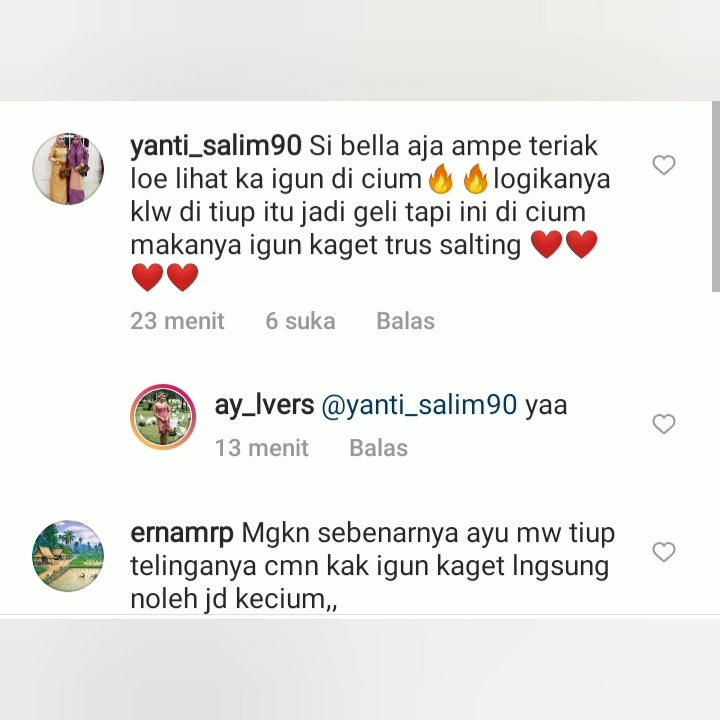 yanti_salim90 Si bella aja ampe teriak
loe lihat ka igun di cium🔥 🔥logikanya
klw di tiup itu jadi geli tapi ini di cium
makanya igun kaget trus salting ❤️❤️
❤️❤️
23 menit 6 suka Balas
ay_lvers @yanti_salim90 yaa
13 menit Balas
ernamrp Mgkn sebenarnya ayu mw tiup
telinganya cmn kak igun kaget lngsung
noleh jd kecium,,